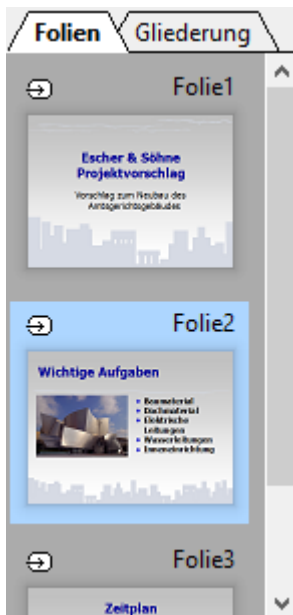 Folien Gliederung
Folie1
Escher & Söhne
Projektvorschlag
Vorschlag zum Neubau des
Amtsgerichtsgebäudes
Folie2
Wichtige Aufgaben
Baumaterial
Dachmaterial
Elektrische
Leitungen
Wasserleitungen
Inneneinrichtung
Folie3
Zeitplan